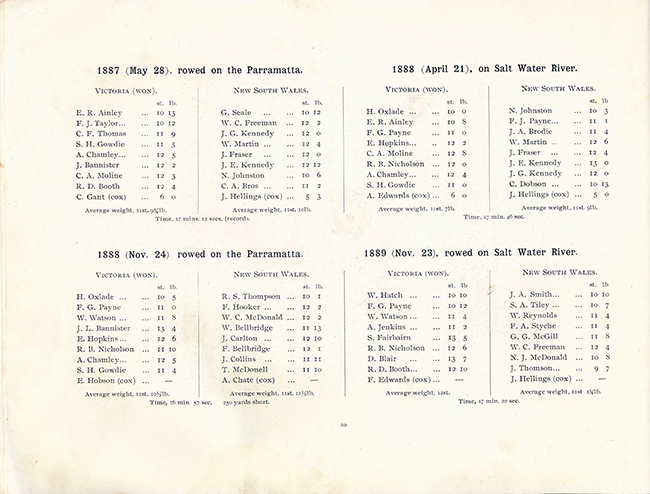 1887 (May 28), rowed on the Parramatta.
VICTORIA (WON).
st. lb.
E. R. Ainley ... 10 13
F. J. Taylor... ... 10 12
C. F. Thomas ... 11 9
S. H. Gowdie ... 11 5
A. Chamley... ... 12 5
J. Bannister ... 12 2
C. A. Moline ... 12 3
R. D. Booth ... 12 4
C. Gant (cox) ... 6 0
Average weight, 11st. 9¾lb.
NEW SOUTH WALES.
st. lb.
G. Seale ... ... 10 12
W. C. Freeman ... 12 2
J. G. Kennedy ... 12 0
W. Martin ... ... 12 4
J. Fraser ... 12 0
J. E. Kennedy ... 12 12
N. Johnston ... 10 6
C. A. Bros ... ... 11 2
J. Hellings (cox) ... 5 3
Average weight, 11st. 10lb.
Time, 17 mins. 12 secs. (record).
1888 (April 21), on Salt Water River.
VICTORIA (WON).
st. lb.
H. Oxlade ... ... 10 0
E. R. Ainley ... 10 8
F. G. Payne ... 11 0
E. Hopkins... ... 12 2
C. A. Moline ... 12 8
R. B. Nicholson ... 12 0
A. Chamley... ... 12 4
S. H. Gowdie ... 11 0
A. Edwards (cox) ... 6 0
Average weight, 11st. 7lb.
NEW SOUTH WALES.
st. lb.
N. Johnston ... 10 3
F. J. Payne... ... 11 1
J. A. Brodie ... 11 4
W. Martin .. ... 12 6
J. Fraser ... ... 12 4
J. E. Kennedy ... 13 0
J. G. Kennedy ... 12 0
C. Dobson ... ... 10 13
J. Hellings (cox) ... 5 0
Average weight, 11st. 9lb.
Time, 17 min. 46 sec.
1888 (Nov. 24) rowed on the Parramatta.
VICTORIA (WON).
st. lb.
H. Oxlade ... ... 10 5
F. G. Payne ... 11 0
W. Watson ... ... 11 8
J. L. Bannister ... 13 4
E. Hopkins... ... 12 6
R. B. Nicholson ... 11 10
A. Chamley... ... 12 5
S. H. Gowdie ... 11 4
E. Hobson (cox) ... —
Average weight, 11st. 10½lb.
NEW SOUTH WALES.
st. lb.
R. S. Thompson ... 10 1
F. Hooker ... ... 12 2
W. C. McDonald ... 12 2
W. Bellbridge ... 11 13
J. Carlton ... ... 12 10
F. Bellbridge ... 12 1
J. Collins ... ... 11 11
T. McDonell ... 11 10
A. Chate (cox) ... —
Average weight, 11st 11½lb.
Time, 16 min 57 sec. 250 yards short.
1889 (Nov. 23), rowed on Salt Water River.
VICTORIA (WON).
st. lb
W. Hatch ... ... 10 10
F. G. Payne ... 10 12
W. Watson ... ... 11 4
A. Jenkins ... ... 11 2
S. Fairbairn ... 13 5
R. B. Nicholson ... 12 6
D. Blair ... ... 13 7
R. D. Booth... ... 12 10
F. Edwards (cox) ... —
Average weight, 12st.
NEW SOUTH WALES.
st. lb.
J. A. Smith... ... 10 10
S. A. Tiley ... ... 10 7
W. Reynolds ... 11 4
F. A. Styche ... 11 4
G. G. McGill ... 11 8
W. C. Freeman ... 12 4
N. J. McDonald ... 10 8
J. Thomson... ... 9 7
J. Hellings (cox) ... —
Average weight, 11st 1¼lb.
Time, 17 min. 22 sec.
10